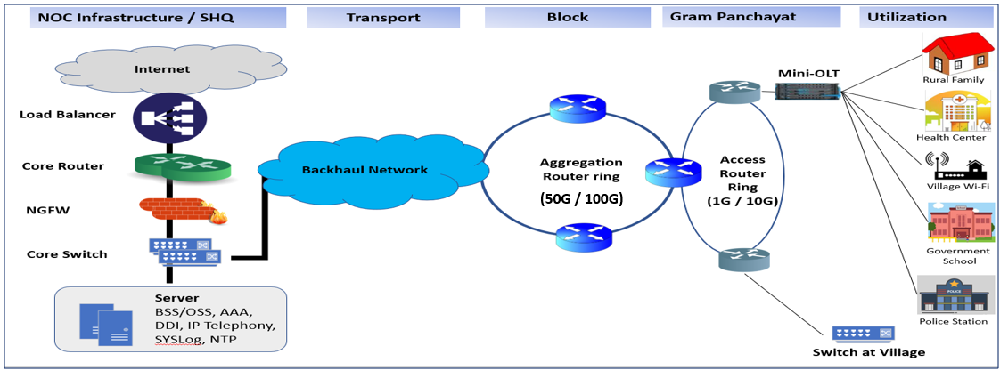 NOC Infrastructure / SHQ
Transport
Block
Gram Panchayat
Utilization
Internet
Load Balancer
Core Router
NGFW
Core Switch
Server
BSS/OSS, AAA,
DDI, IP Telephony,
SYSLog, NTP
Backhaul Network
Aggregation
Router ring
(50G / 100G)
Access
Router
Ring
(1G / 10G)
Mini-OLT
Switch at Village
Rural Family
Health Center
Village Wi-Fi
Government
School
POLICE
Police Station